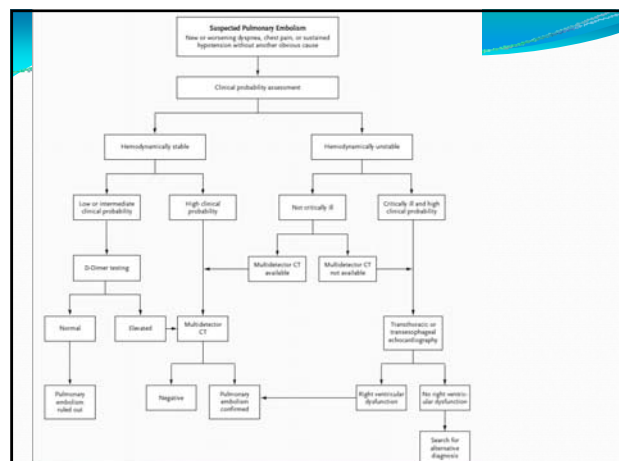 Suspected Pulmonary Embolism
New or worsening dyspnea, chest pain, or sustained
hypotension without another obvious cause
Clinical probability assessment
Hemodynamically stable
Hemodynamically unstable
Low or intermediate
clinical probability
High clinical
probability
Not critically ill
Critically ill and high
clinical probability
D-Dimer testing
Multidetector CT
available
Multidetector CT
not available
Normal
Elevated
Multidetector
CT
Transthoracic or
transesophageal
echocardiography
Pulmonary
embolism
ruled out
Negative
Pulmonary
embolism
confirmed
Right ventricular
dysfunction
No right ventric-
ular dysfunction
Search for
alternative
diagnosis